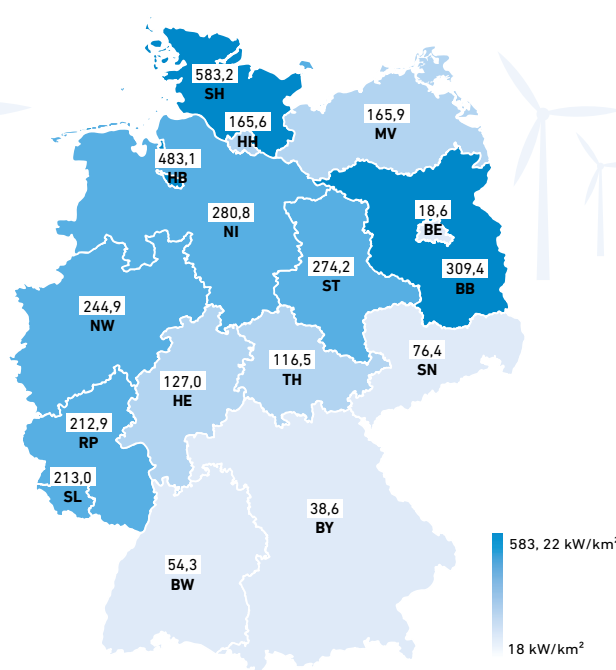 583,2
SH
165,6
HH
165,9
MV
483,1
HB
280,8
NI
18,6
BE
309,4
BB
274,2
ST
244,9
NW
76,4
SN
116,5
TH
127,0
HE
212,9
RP
213,0
SL
38,6
BY
54,3
BW
583, 22 kW/km²
18 kW/km²